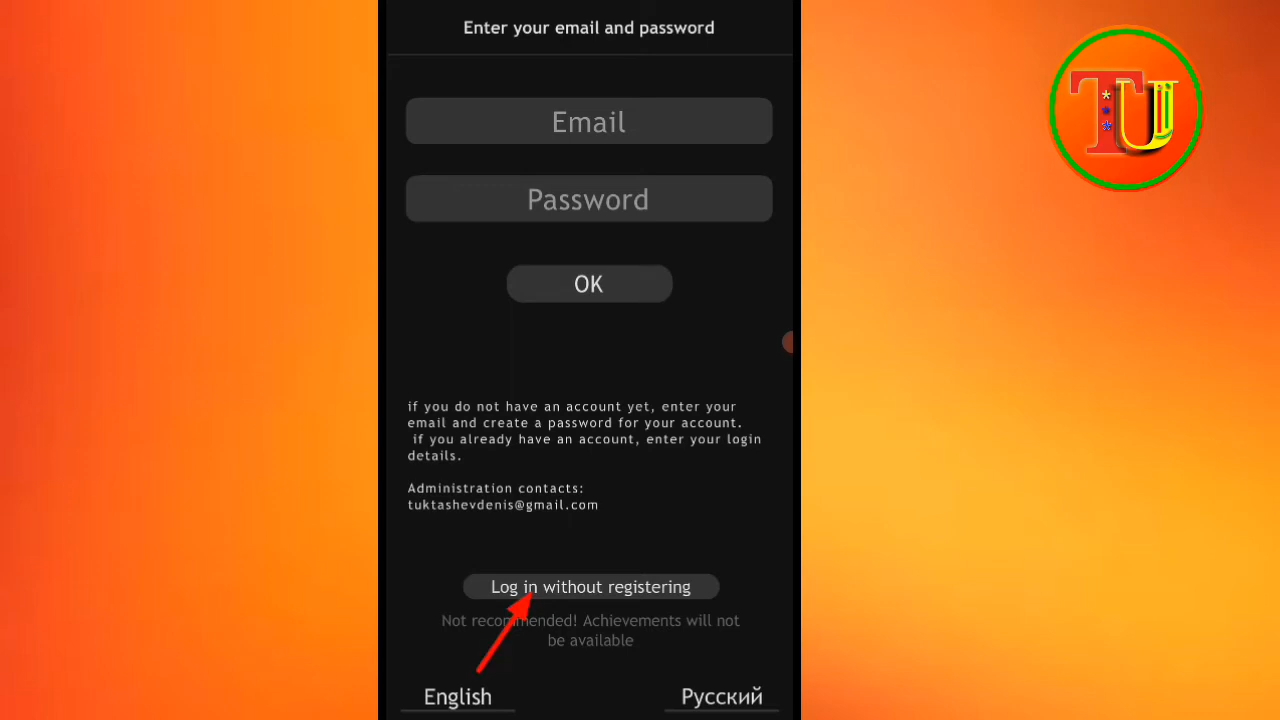 Enter your email and password
TU
Email
Password
OK
if you do not have an account yet, enter your
email and create a password for your account.
if you already have an account, enter your login
details.
Administration contacts:
tuktashevdenis@gmail.com
Log in without registering
Not recommended! Achievements will not
be available
English
Русский